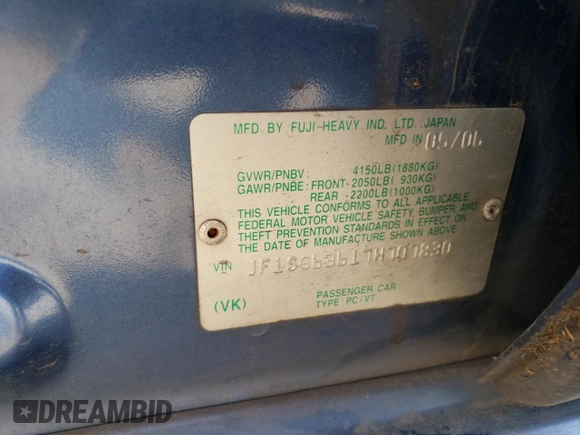 MFD BY FUJI-HEAVY IND. LTD. JAPAN
MFD IN 05/06
GVWR/PNBV: 4150LB(1880KG)
GAWR/PNBE: FRONT-2050LB( 930KG)
REAR -2200LB(1000KG)
THIS VEHICLE CONFORMS TO ALL APPLICABLE
FEDERAL MOTOR VEHICLE SAFETY, BUMPER, AND
THEFT PREVENTION STANDARDS IN EFFECT ON
THE DATE OF MANUFACTURE SHOWN ABOVE
VIN
PASSENGER CAR
(VK) TYPE: PC/VT
DREAMBID